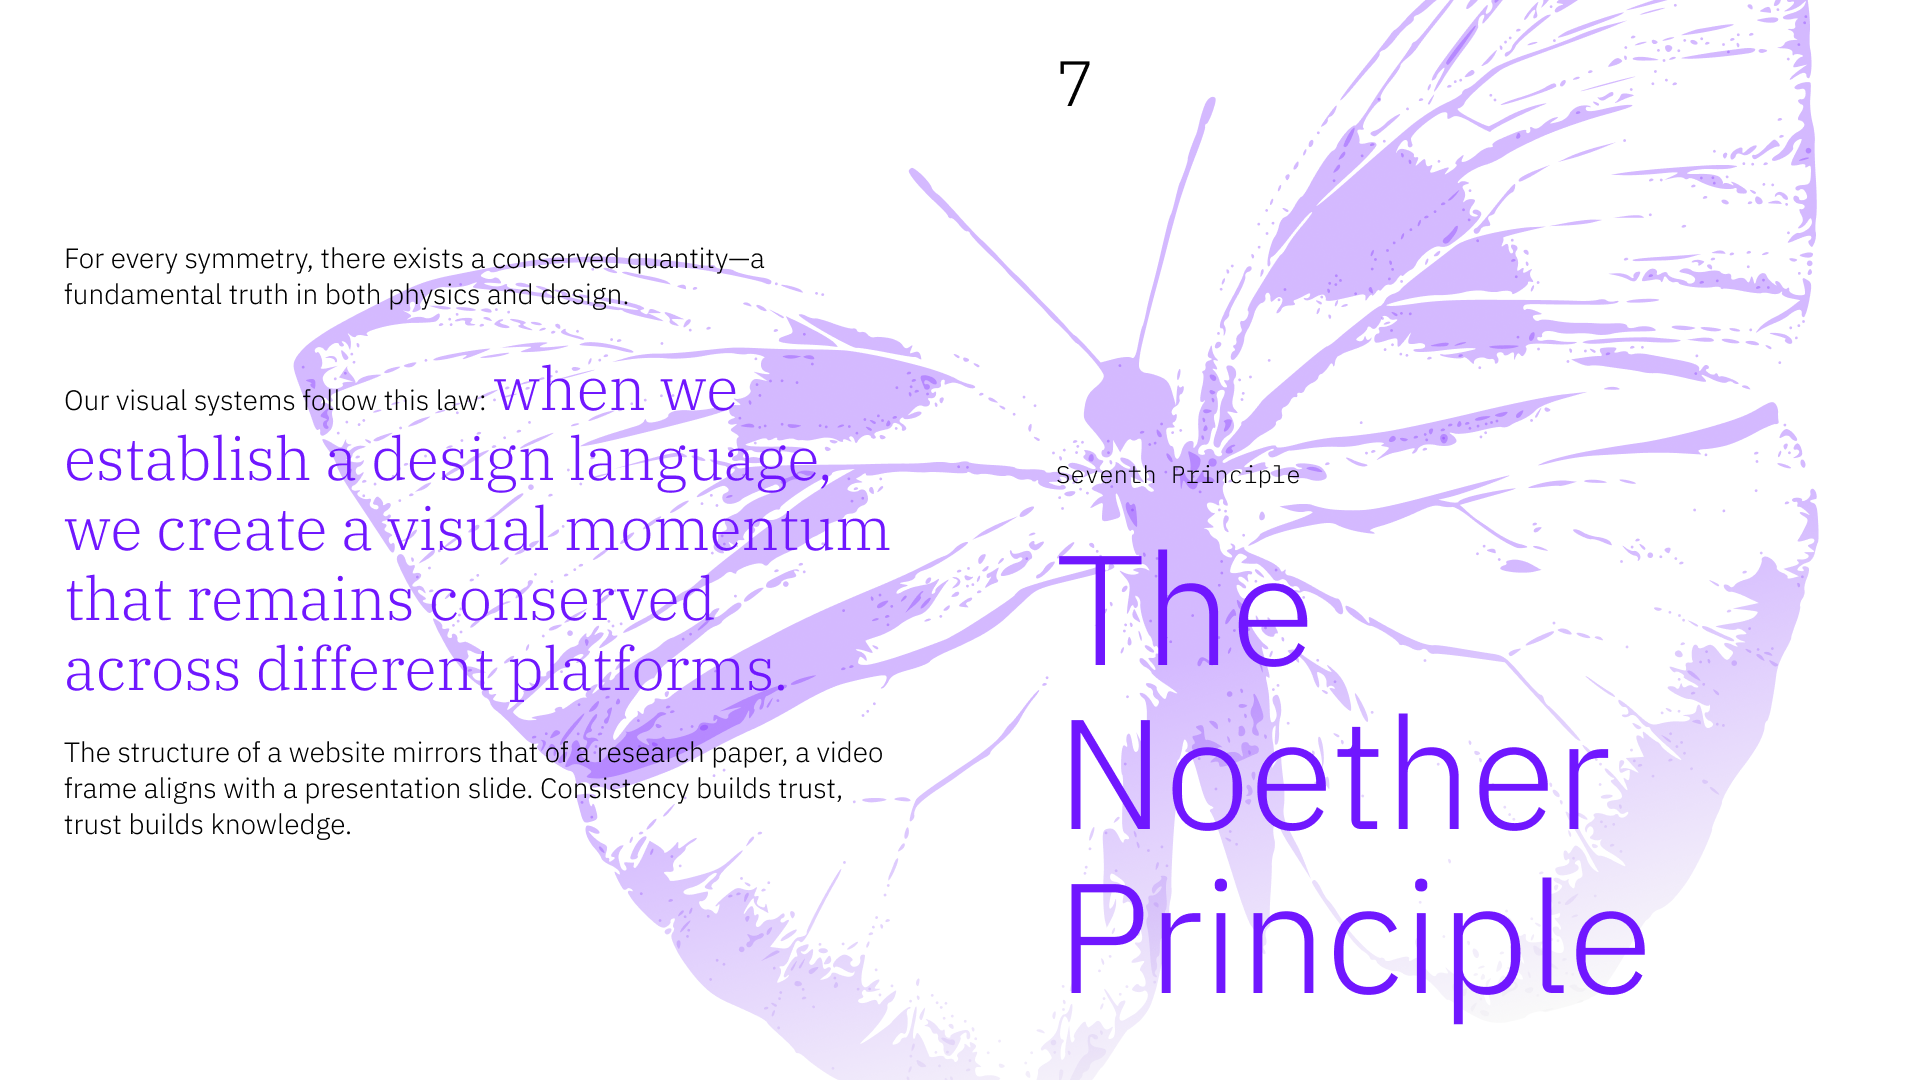 7
For every symmetry, there exists a conserved quantity—a
fundamental truth in both physics and design.
Our visual systems follow this law: when we
establish a design language,
we create a visual momentum
that remains conserved
across different platforms.
The structure of a website mirrors that of a research paper, a video
frame aligns with a presentation slide. Consistency builds trust,
trust builds knowledge.
Seventh Principle
The
Noether
Principle